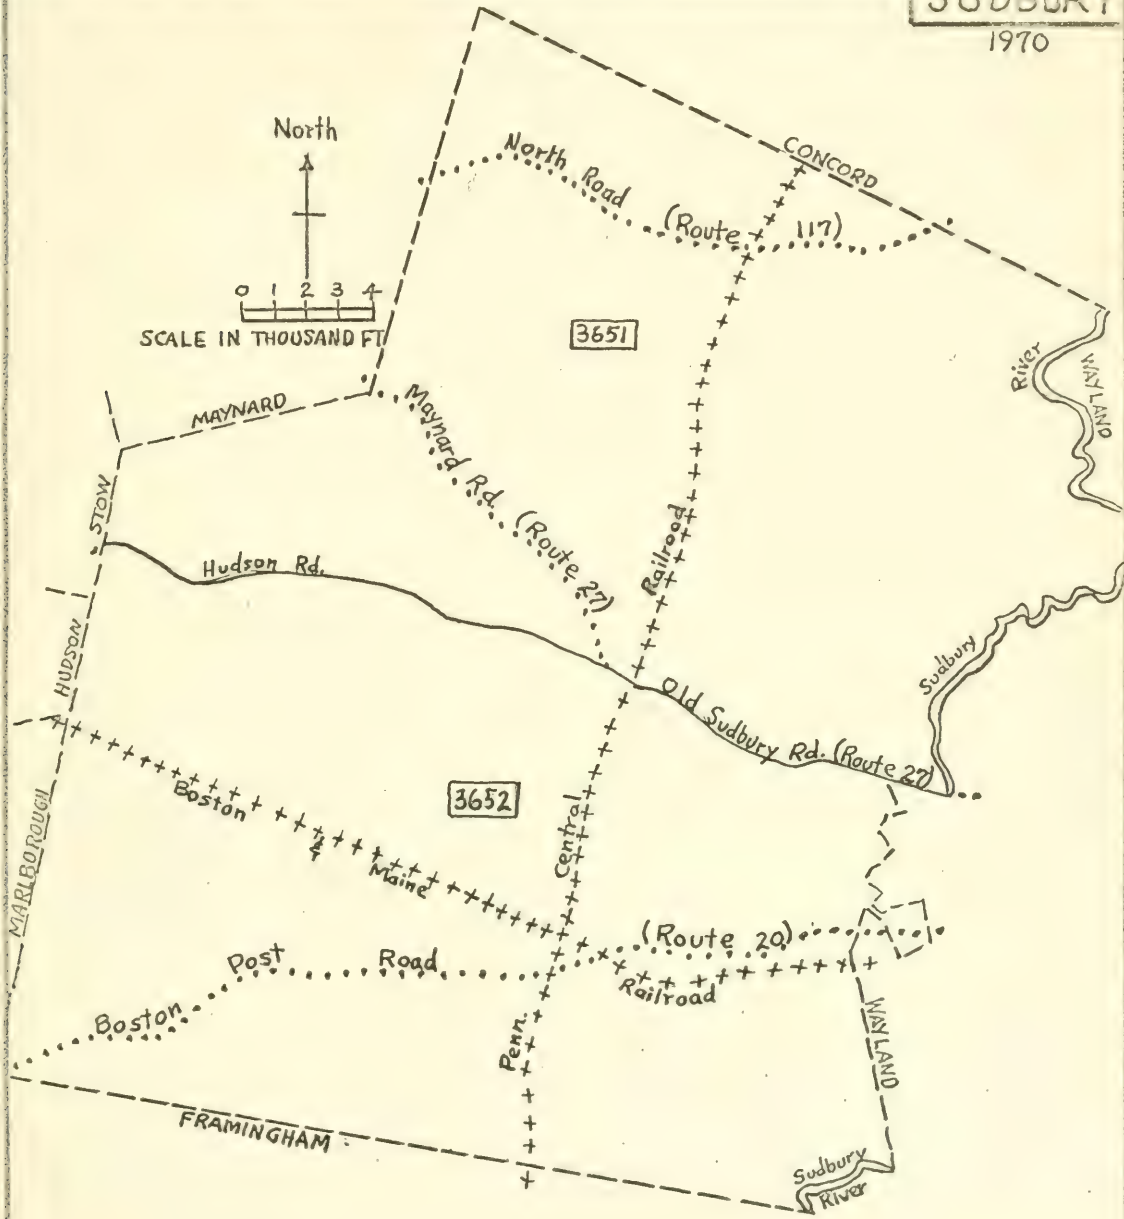 SUDBURY
1970
North
0 1 2 3 4
SCALE IN THOUSAND FT
CONCORD
North Road (Route 117)
3651
River
WAYLAND
MAYNARD
Maynard Rd. (Route 27)
STOW
Hudson Rd.
Railroad
HUDSON
Sudbury
Old Sudbury Rd. (Route 27)
MARLBOROUGH
Boston
&
Maine
3652
Central
(Route 20)
Railroad
Boston Post Road
Penn.
WAYLAND
FRAMINGHAM
Sudbury
River